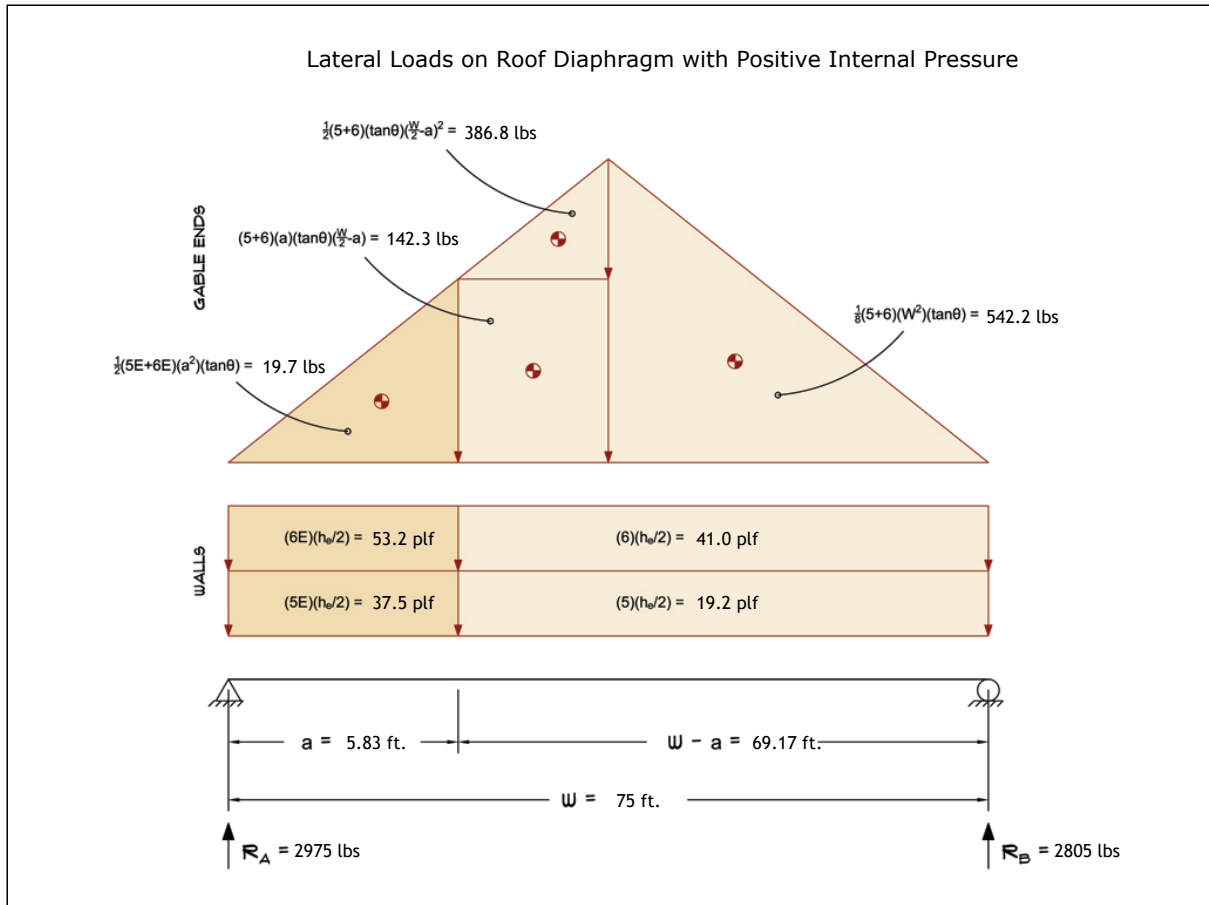 Lateral Loads on Roof Diaphragm with Positive Internal Pressure
½(5+6)(tanθ)(W/2-a)² = 386.8 lbs
GABLE ENDS
(5+6)(a)(tanθ)(W/2-a) = 142.3 lbs
⅛(5+6)(W²)(tanθ) = 542.2 lbs
½(5E+6E)(a²)(tanθ) = 19.7 lbs
WALLS
(6E)(hₑ/2) = 53.2 plf
(6)(hₑ/2) = 41.0 plf
(5E)(hₑ/2) = 37.5 plf
(5)(hₑ/2) = 19.2 plf
a = 5.83 ft.
W - a = 69.17 ft.
W = 75 ft.
R_A = 2975 lbs
R_B = 2805 lbs